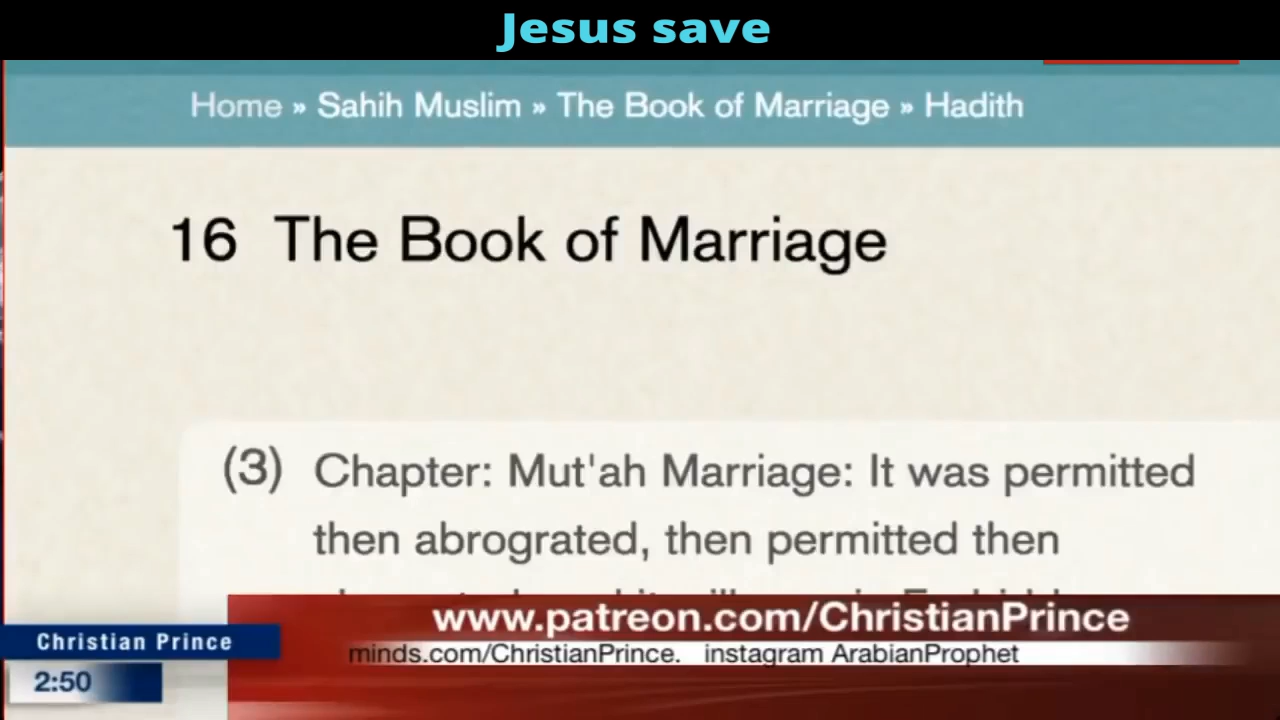 Jesus save
Home » Sahih Muslim » The Book of Marriage » Hadith
16 The Book of Marriage
(3) Chapter: Mut'ah Marriage: It was permitted
then abrograted, then permitted then
www.patreon.com/ChristianPrince
Christian Prince
minds.com/ChristianPrince. instagram ArabianProphet
2:50